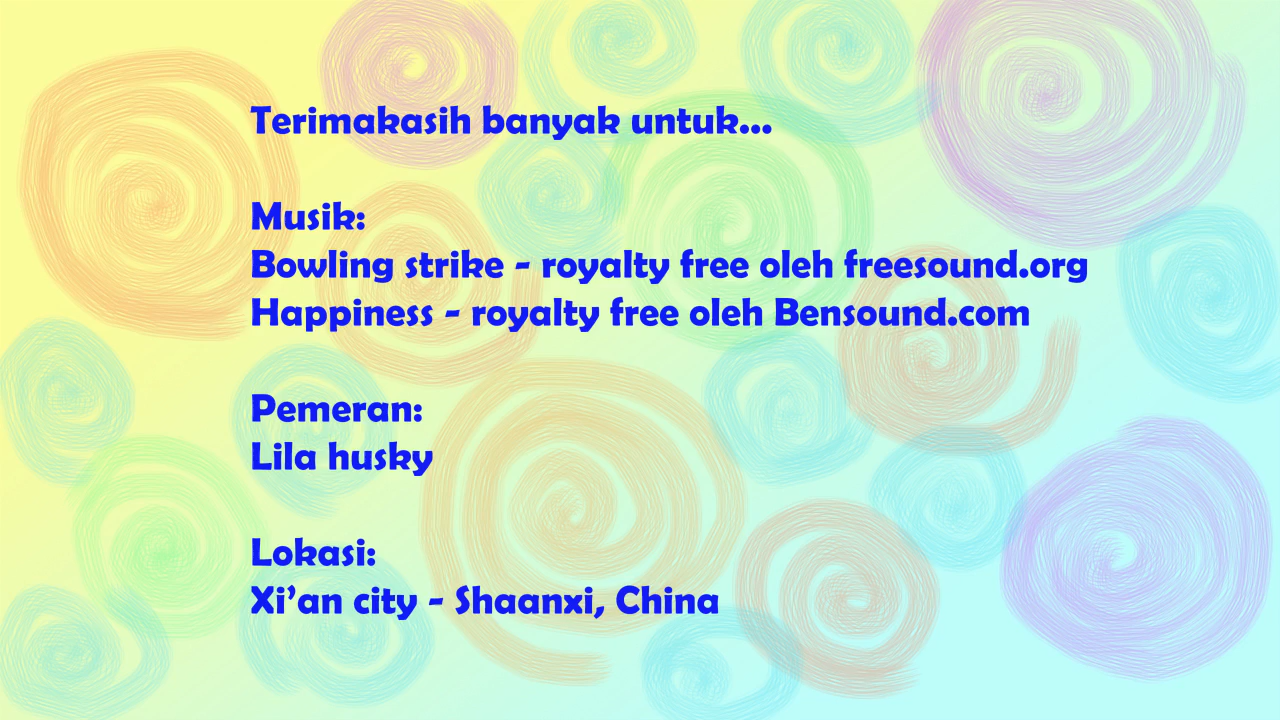 Terimakasih banyak untuk...
Musik:
Bowling strike - royalty free oleh freesound.org
Happiness - royalty free oleh Bensound.com
Pemeran:
Lila husky
Lokasi:
Xi’an city - Shaanxi, China